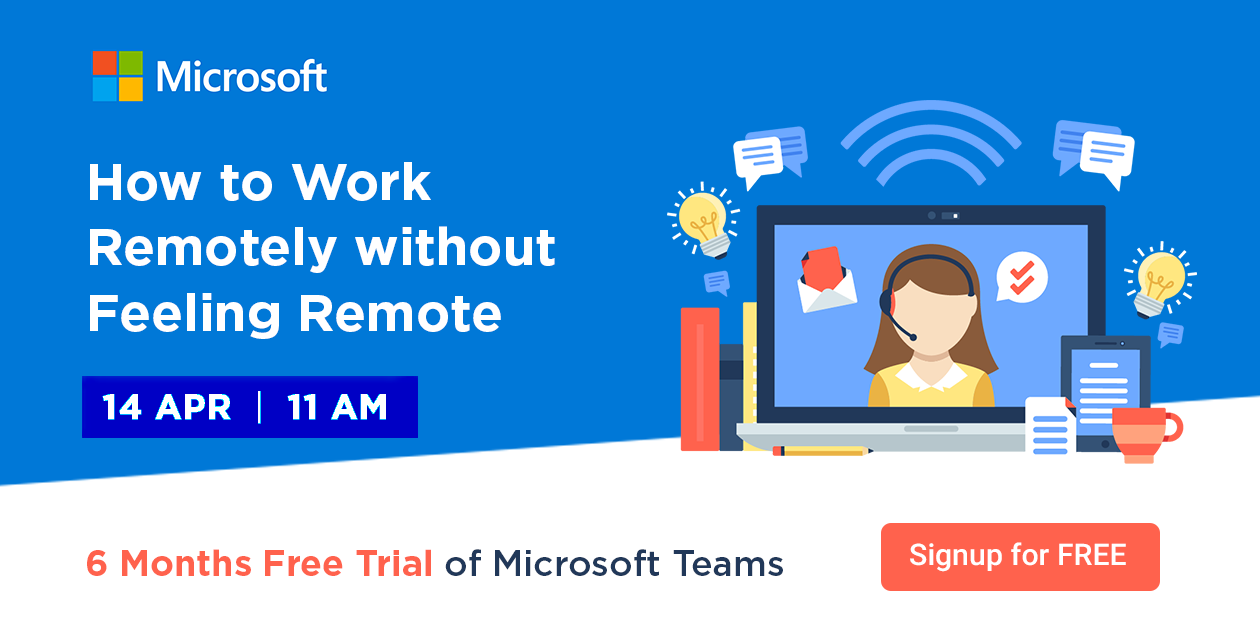 Microsoft
How to Work
Remotely without
Feeling Remote
14 APR | 11 AM
6 Months Free Trial of Microsoft Teams
Signup for FREE